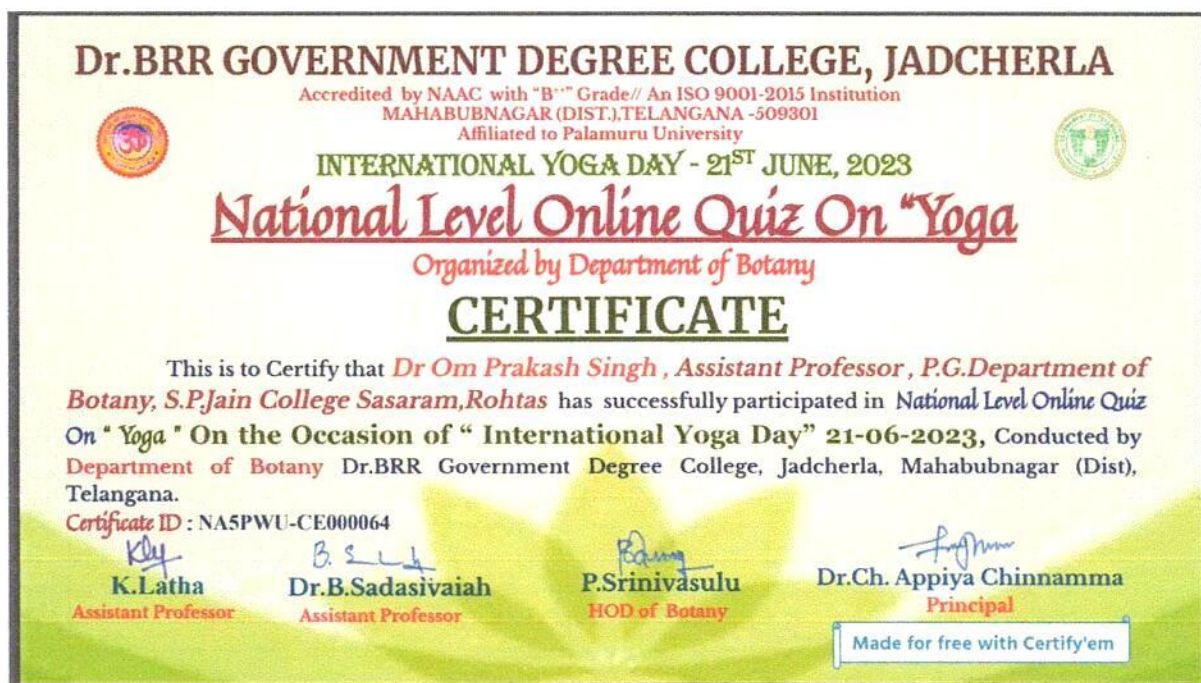 Dr.BRR GOVERNMENT DEGREE COLLEGE, JADCHERLA
Accredited by NAAC with "B++" Grade// An ISO 9001-2015 Institution
MAHABUBNAGAR (DIST.),TELANGANA -509301
Affiliated to Palamuru University
INTERNATIONAL YOGA DAY - 21ST JUNE, 2023
National Level Online Quiz On "Yoga
Organized by Department of Botany
CERTIFICATE
This is to Certify that Dr Om Prakash Singh , Assistant Professor , P.G.Department of
Botany, S.P.Jain College Sasaram,Rohtas has successfully participated in National Level Online Quiz
On " Yoga " On the Occasion of " International Yoga Day" 21-06-2023, Conducted by
Department of Botany Dr.BRR Government Degree College, Jadcherla, Mahabubnagar (Dist),
Telangana.
Certificate ID : NA5PWU-CE000064
K.Latha
Assistant Professor
Dr.B.Sadasivaiah
Assistant Professor
P.Srinivasulu
HOD of Botany
Dr.Ch. Appiya Chinnamma
Principal
Made for free with Certify'em